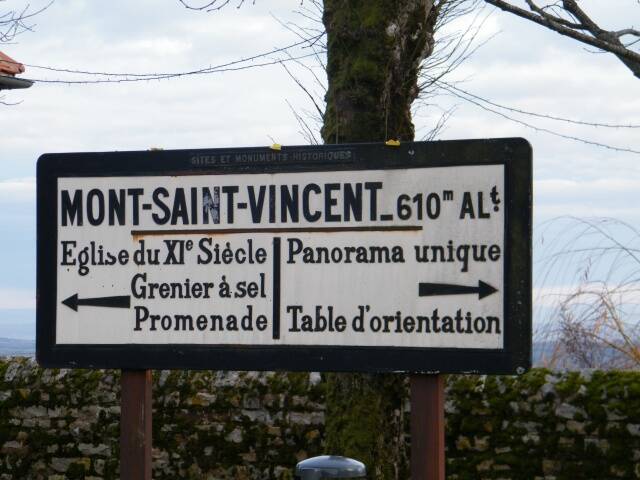 SITES ET MONUMENTS HISTORIQUES
MONT-SAINT-VINCENT_610m ALt.
Eglise du XIe Siècle
Grenier à sel
Promenade
Panorama unique
Table d'orientation